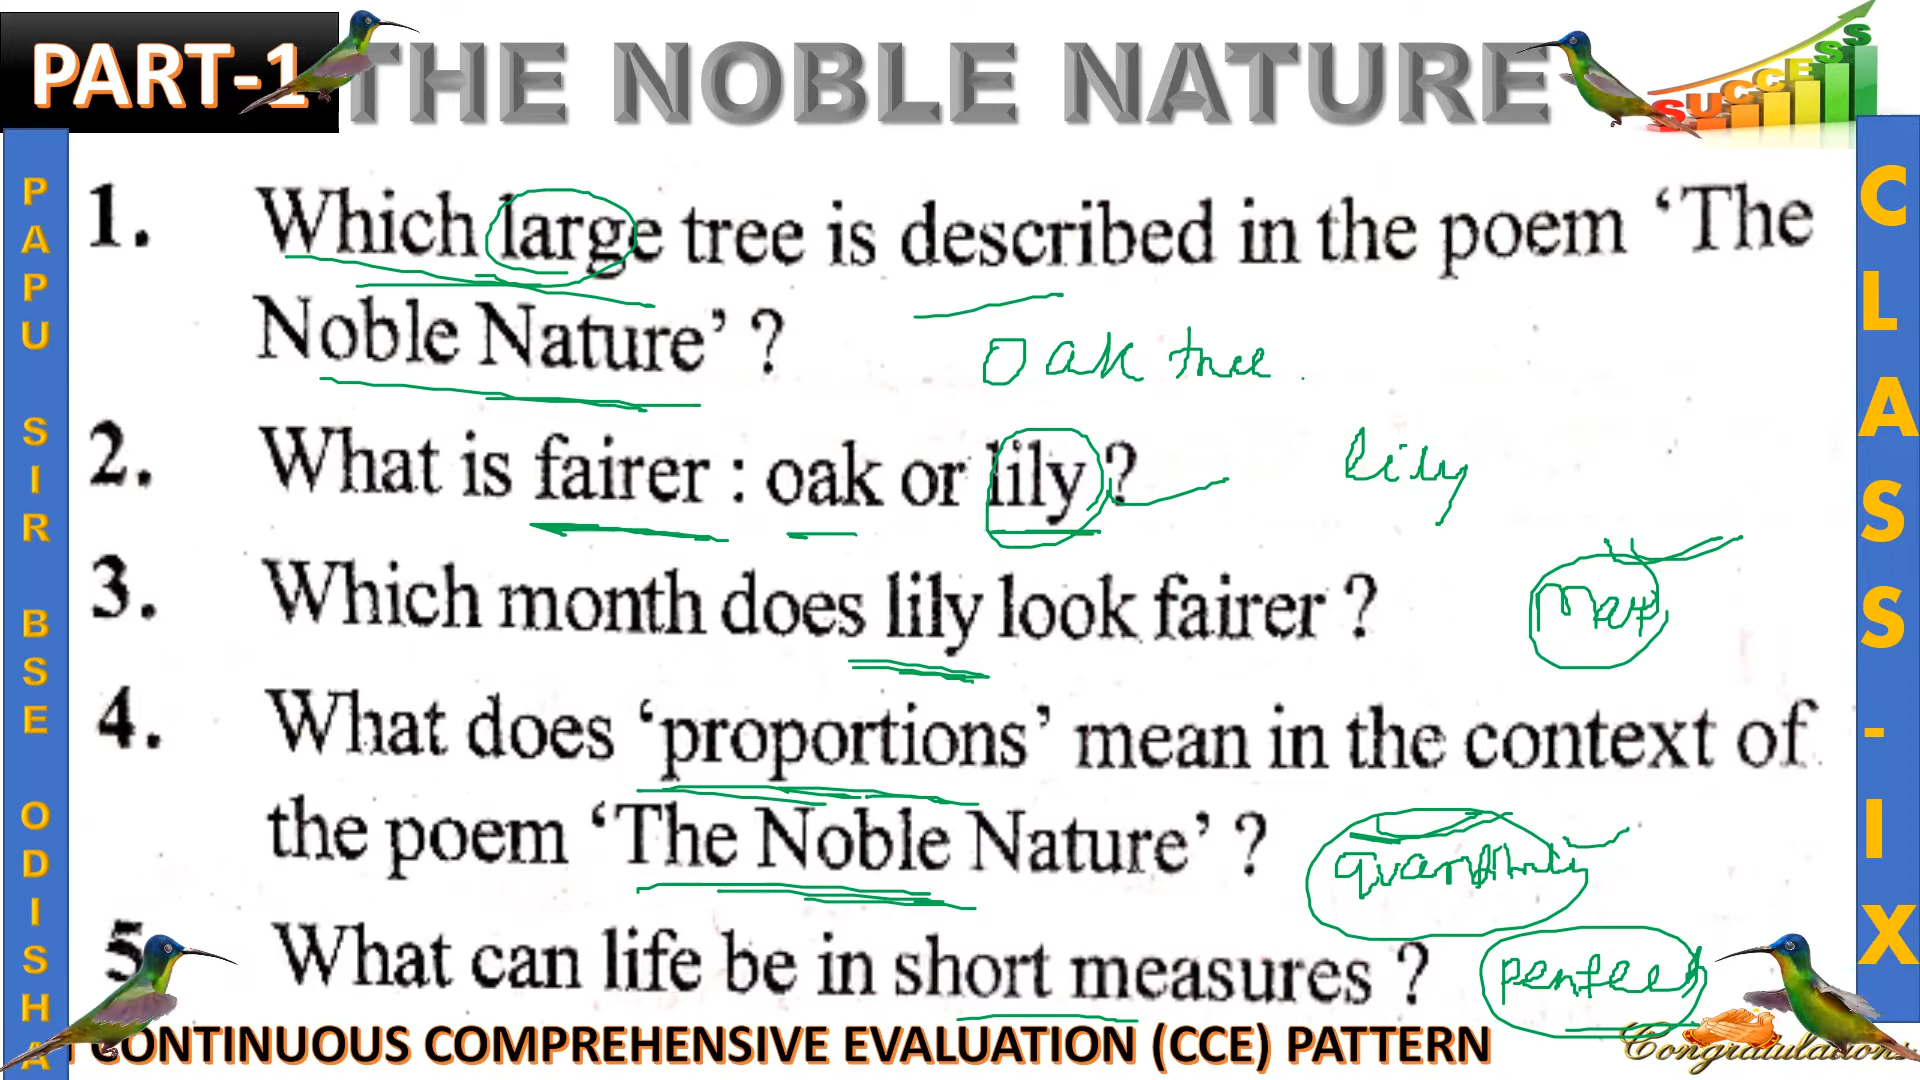 PART-1 THE NOBLE NATURE
SUCCESS
PAPU SIR BSE ODISHA
CLASS-IX
1. Which large tree is described in the poem ‘The
Noble Nature’ ?
oak tree.
2. What is fairer : oak or lily ?
lily
3. Which month does lily look fairer ?
May
4. What does ‘proportions’ mean in the context of
the poem ‘The Noble Nature’ ?
5 What can life be in short measures ?
CONTINUOUS COMPREHENSIVE EVALUATION (CCE) PATTERN
Congratulations